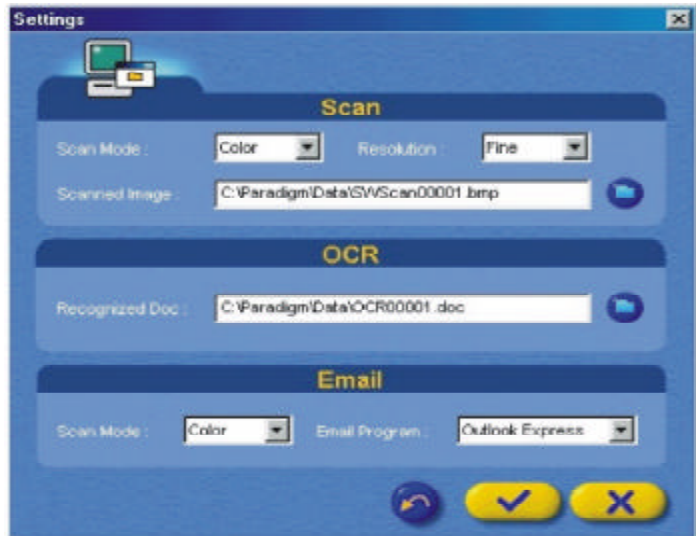 Settings
Scan
Scan Mode : Color Resolution : Fine
Scanned Image : C:\Paradigm\Data\SWScan00001.bmp
OCR
Recognized Doc : C:\Paradigm\Data\OCR00001.doc
Email
Scan Mode : Color Email Program : Outlook Express